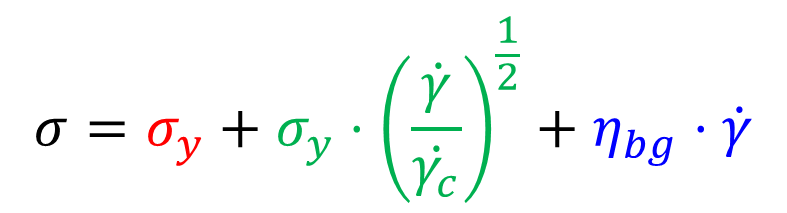 σ = σ_y + σ_y · (γ̇ / γ̇_c)^(1/2) + η_bg · γ̇